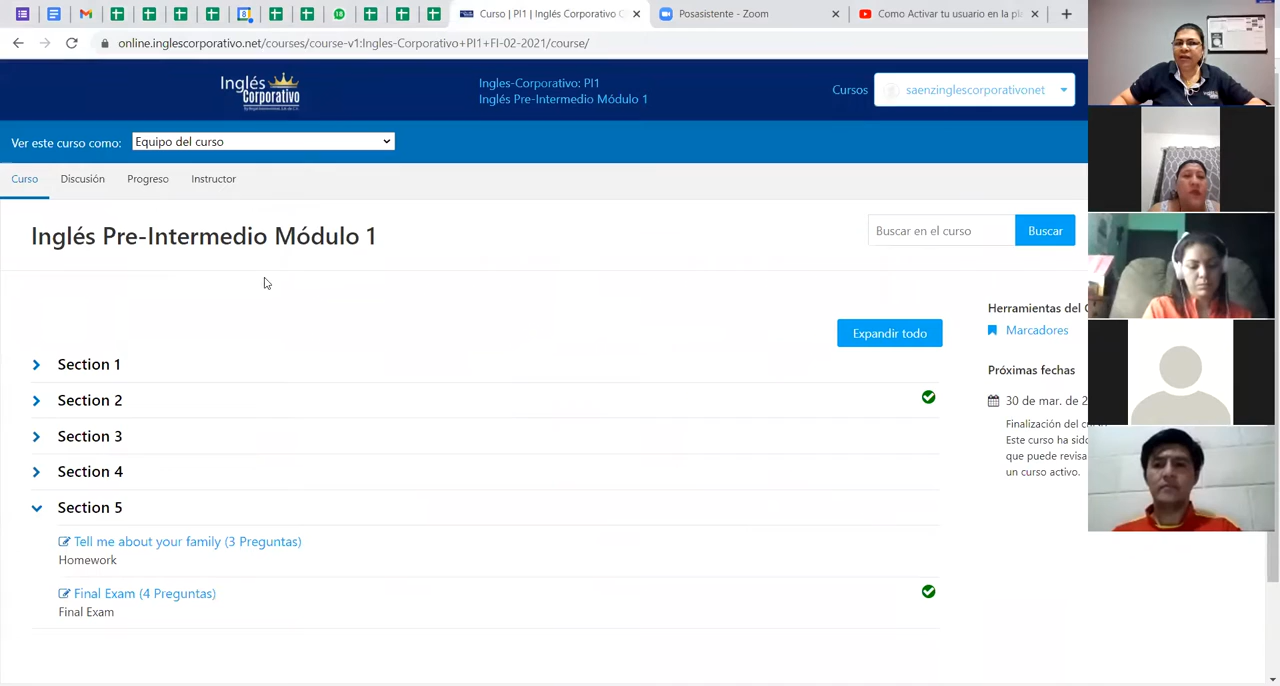 Curso | PI1 | Inglés Corporativo C
Posasistente - Zoom
Como Activar tu usuario en la pl
online.inglescorporativo.net/courses/course-v1:Ingles-Corporativo+PI1+FI-02-2021/course/
Inglés
Corporativo
Ingles-Corporativo: PI1
Inglés Pre-Intermedio Módulo 1
Cursos
saenzinglescorporativonet
Ver este curso como:
Equipo del curso
Curso
Discusión
Progreso
Instructor
Inglés Pre-Intermedio Módulo 1
Buscar en el curso
Buscar
Expandir todo
Herramientas del
Marcadores
Próximas fechas
30 de mar. de 2
Finalización del
Este curso ha sido
que puede revisa
un curso activo.
Section 1
Section 2
Section 3
Section 4
Section 5
Tell me about your family (3 Preguntas)
Homework
Final Exam (4 Preguntas)
Final Exam